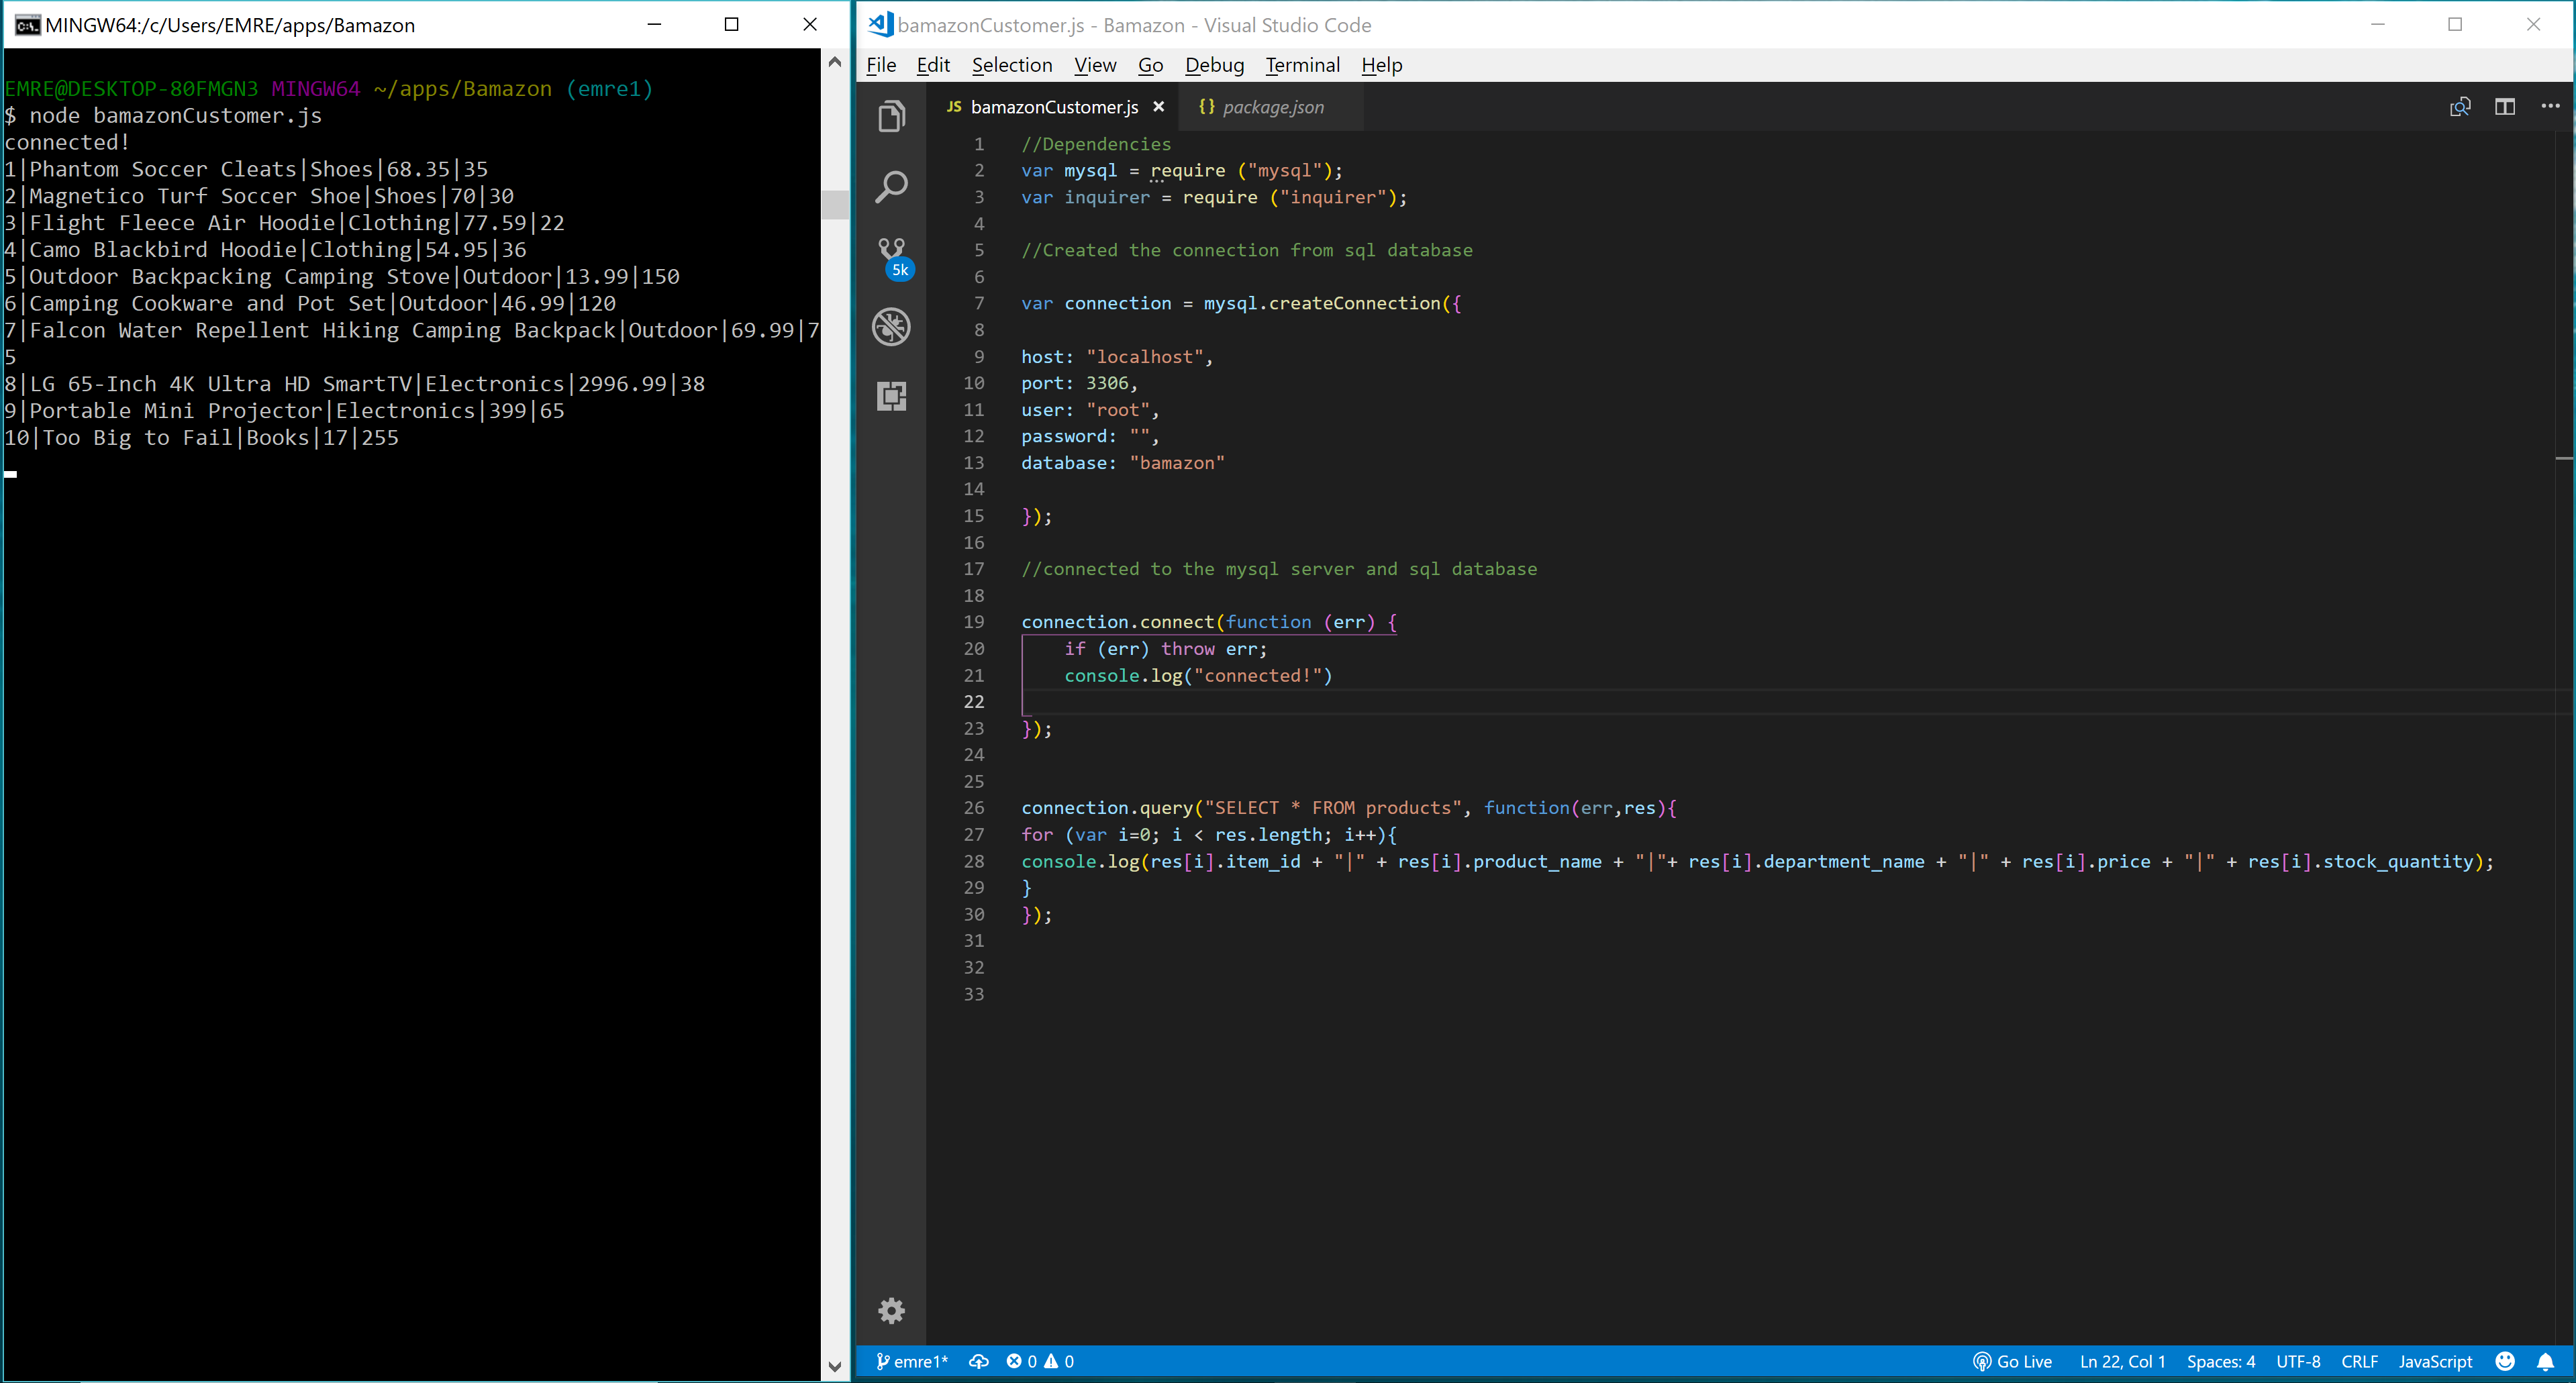 MINGW64:/c/Users/EMRE/apps/Bamazon
EMRE@DESKTOP-80FMGN3 MINGW64 ~/apps/Bamazon (emre1)
$ node bamazonCustomer.js
connected!
1|Phantom Soccer Cleats|Shoes|68.35|35
2|Magnetico Turf Soccer Shoe|Shoes|70|30
3|Flight Fleece Air Hoodie|Clothing|77.59|22
4|Camo Blackbird Hoodie|Clothing|54.95|36
5|Outdoor Backpacking Camping Stove|Outdoor|13.99|150
6|Camping Cookware and Pot Set|Outdoor|46.99|120
7|Falcon Water Repellent Hiking Camping Backpack|Outdoor|69.99|7
5
8|LG 65-Inch 4K Ultra HD SmartTV|Electronics|2996.99|38
9|Portable Mini Projector|Electronics|399|65
10|Too Big to Fail|Books|17|255
bamazonCustomer.js - Bamazon - Visual Studio Code
File Edit Selection View Go Debug Terminal Help
JS bamazonCustomer.js × {} package.json
5k
1 //Dependencies
2 var mysql = require ("mysql");
3 var inquirer = require ("inquirer");
4
5 //Created the connection from sql database
6
7 var connection = mysql.createConnection({
8
9 host: "localhost",
10 port: 3306,
11 user: "root",
12 password: "",
13 database: "bamazon"
14
15 });
16
17 //connected to the mysql server and sql database
18
19 connection.connect(function (err) {
20     if (err) throw err;
21     console.log("connected!")
22
23 });
24
25
26 connection.query("SELECT * FROM products", function(err,res){
27 for (var i=0; i < res.length; i++){
28 console.log(res[i].item_id + "|" + res[i].product_name + "|"+ res[i].department_name + "|" + res[i].price + "|" + res[i].stock_quantity);
29 }
30 });
31
32
33
emre1* 0 0 Go Live Ln 22, Col 1 Spaces: 4 UTF-8 CRLF JavaScript